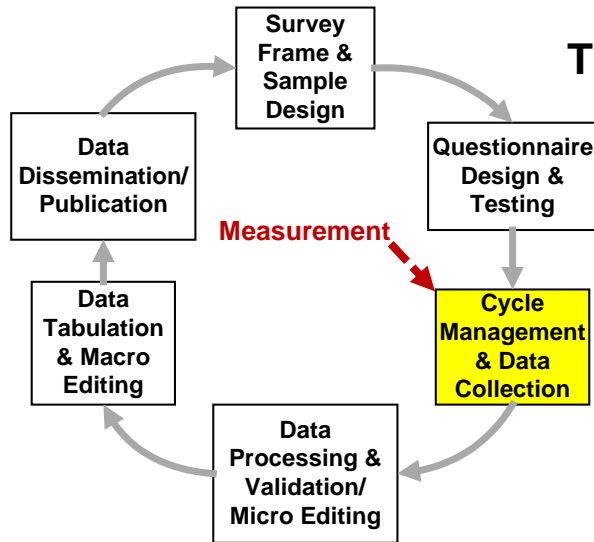 Survey
Frame &
Sample
Design
T
Questionnaire
Design &
Testing
Data
Dissemination/
Publication
Measurement
Cycle
Management
& Data
Collection
Data
Tabulation
& Macro
Editing
Data
Processing &
Validation/
Micro Editing